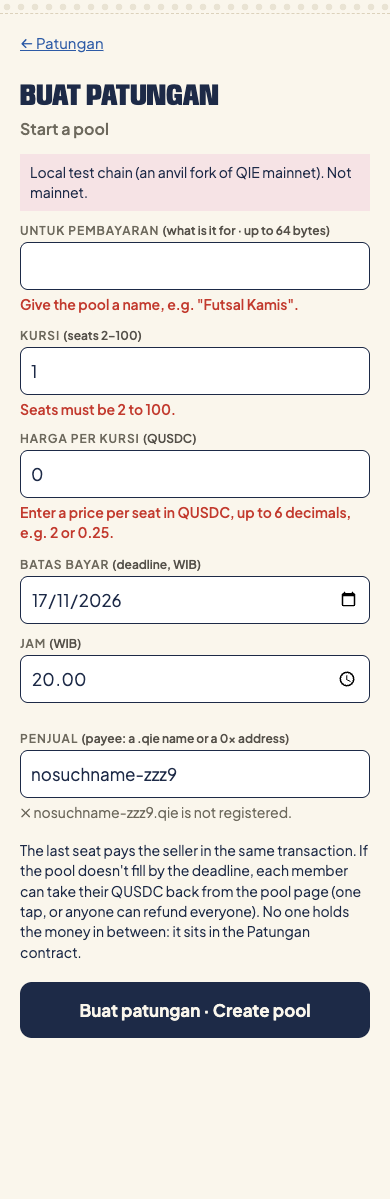 ← Patungan
BUAT PATUNGAN
Start a pool
Local test chain (an anvil fork of QIE mainnet). Not
mainnet.
UNTUK PEMBAYARAN (what is it for · up to 64 bytes)
Give the pool a name, e.g. "Futsal Kamis".
KURSI (seats 2–100)
1
Seats must be 2 to 100.
HARGA PER KURSI (QUSDC)
0
Enter a price per seat in QUSDC, up to 6 decimals,
e.g. 2 or 0.25.
BATAS BAYAR (deadline, WIB)
17/11/2026
JAM (WIB)
20.00
PENJUAL (payee: a .qie name or a 0x address)
nosuchname-zzz9
✕ nosuchname-zzz9.qie is not registered.
The last seat pays the seller in the same transaction. If
the pool doesn't fill by the deadline, each member
can take their QUSDC back from the pool page (one
tap, or anyone can refund everyone). No one holds
the money in between: it sits in the Patungan
contract.
Buat patungan · Create pool